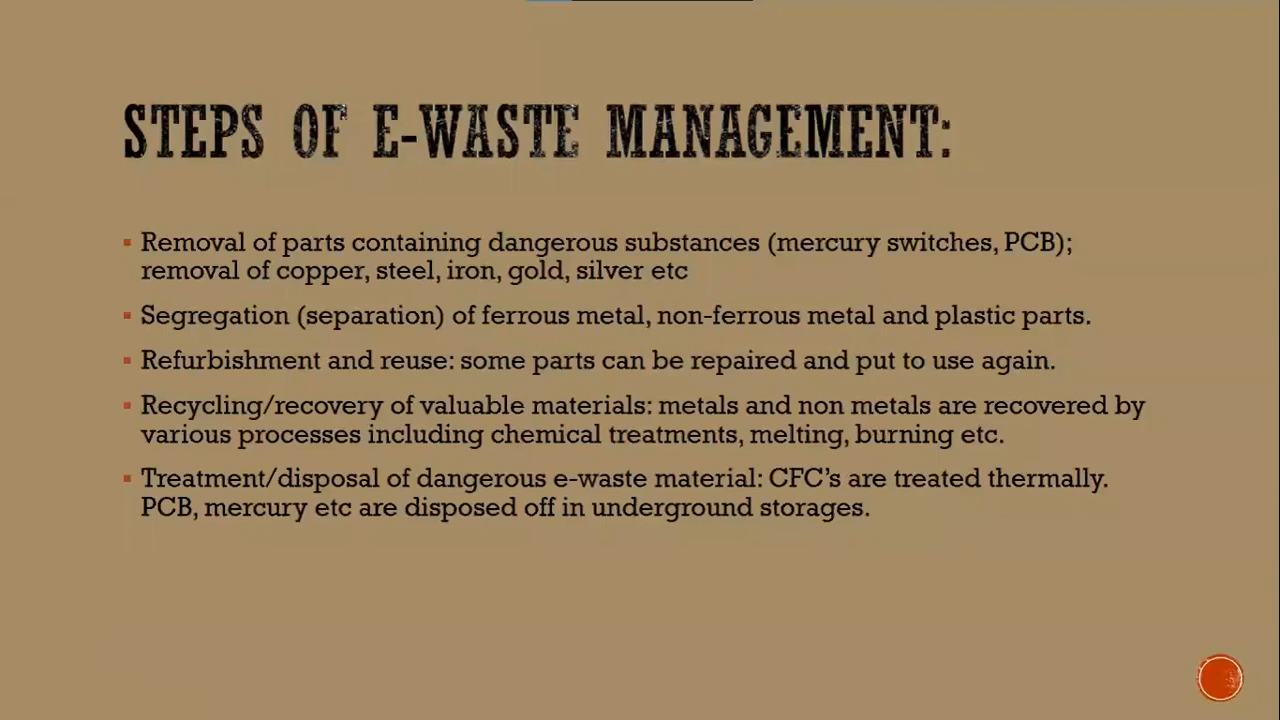 STEPS OF E-WASTE MANAGEMENT:
Removal of parts containing dangerous substances (mercury switches, PCB);
removal of copper, steel, iron, gold, silver etc
Segregation (separation) of ferrous metal, non-ferrous metal and plastic parts.
Refurbishment and reuse: some parts can be repaired and put to use again.
Recycling/recovery of valuable materials: metals and non metals are recovered by
various processes including chemical treatments, melting, burning etc.
Treatment/disposal of dangerous e-waste material: CFC’s are treated thermally.
PCB, mercury etc are disposed off in underground storages.